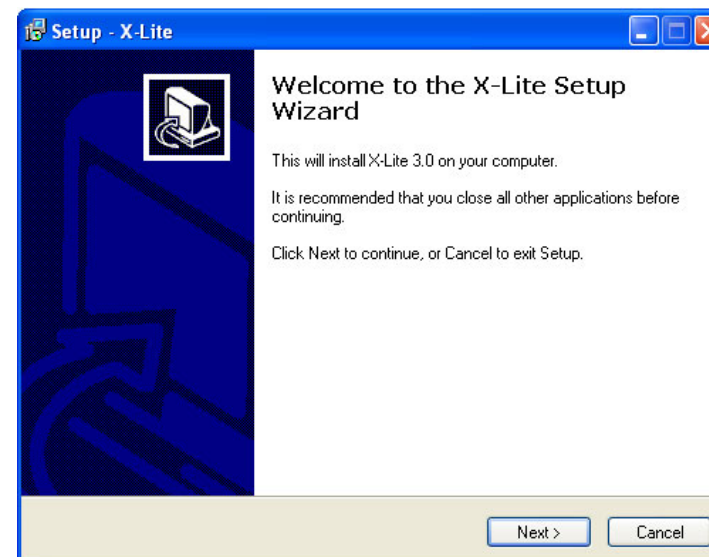 Setup - X-Lite
Welcome to the X-Lite Setup
Wizard
This will install X-Lite 3.0 on your computer.
It is recommended that you close all other applications before
continuing.
Click Next to continue, or Cancel to exit Setup.
Next >
Cancel